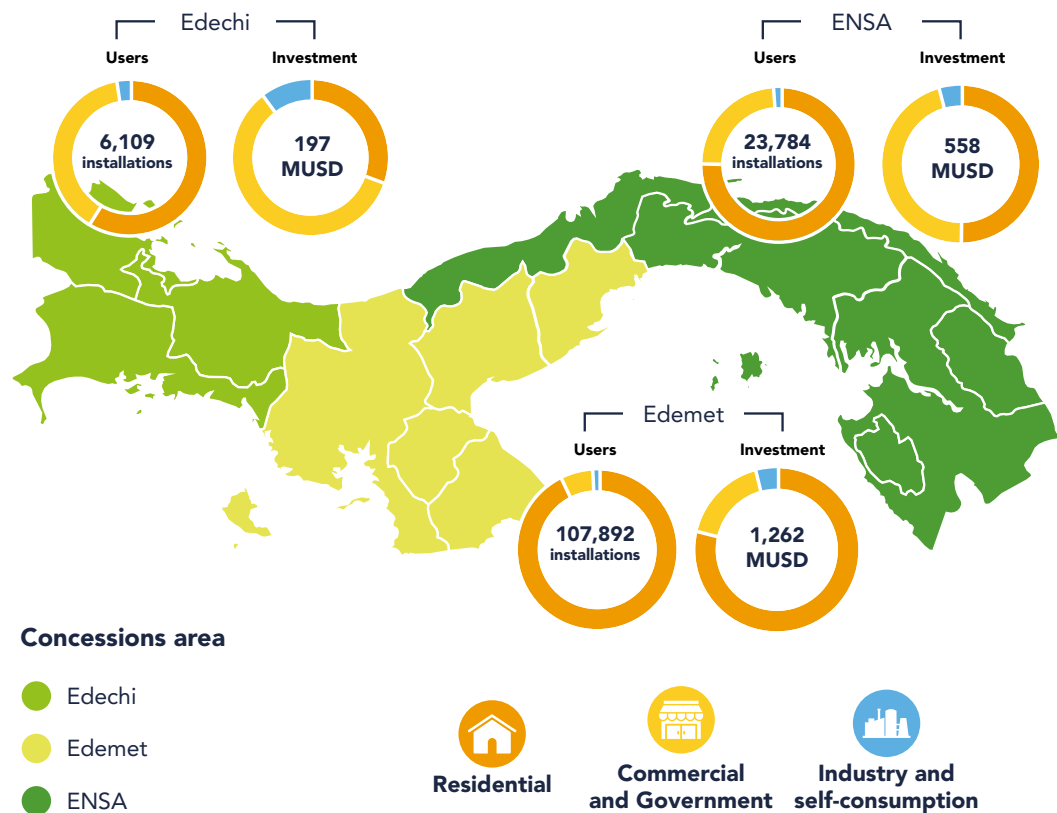 Edechi
Users
Investment
6,109
installations
197
MUSD
ENSA
Users
Investment
23,784
installations
558
MUSD
Edemet
Users
Investment
107,892
installations
1,262
MUSD
Concessions area
Edechi
Edemet
ENSA
Residential
Commercial
and Government
Industry and
self-consumption